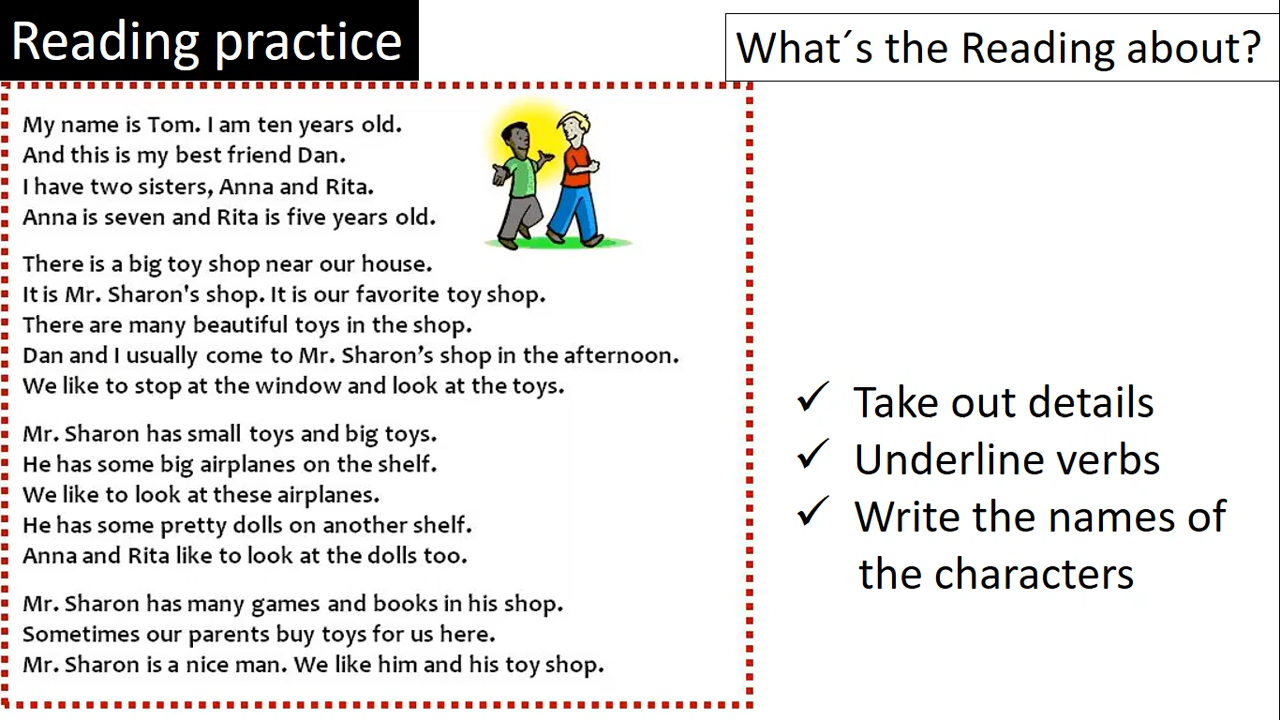 Reading practice
What´s the Reading about?
My name is Tom. I am ten years old.
And this is my best friend Dan.
I have two sisters, Anna and Rita.
Anna is seven and Rita is five years old.
There is a big toy shop near our house.
It is Mr. Sharon's shop. It is our favorite toy shop.
There are many beautiful toys in the shop.
Dan and I usually come to Mr. Sharon’s shop in the afternoon.
We like to stop at the window and look at the toys.
Mr. Sharon has small toys and big toys.
He has some big airplanes on the shelf.
We like to look at these airplanes.
He has some pretty dolls on another shelf.
Anna and Rita like to look at the dolls too.
Mr. Sharon has many games and books in his shop.
Sometimes our parents buy toys for us here.
Mr. Sharon is a nice man. We like him and his toy shop.
✓ Take out details
✓ Underline verbs
✓ Write the names of
the characters